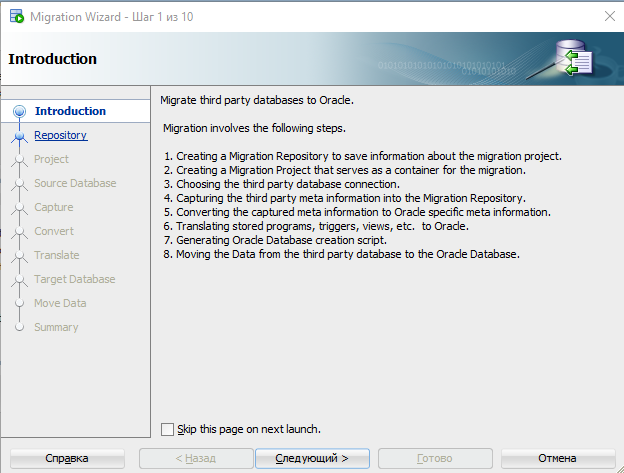 Migration Wizard - Шаг 1 из 10
Introduction
010101010101010101010101
01010101010
Introduction
Repository
Project
Source Database
Capture
Convert
Translate
Target Database
Move Data
Summary
Migrate third party databases to Oracle.
Migration involves the following steps.
1. Creating a Migration Repository to save information about the migration project.
2. Creating a Migration Project that serves as a container for the migration.
3. Choosing the third party database connection.
4. Capturing the third party meta information into the Migration Repository.
5. Converting the captured meta information to Oracle specific meta information.
6. Translating stored programs, triggers, views, etc. to Oracle.
7. Generating Oracle Database creation script.
8. Moving the Data from the third party database to the Oracle Database.
Skip this page on next launch.
Справка
< Назад
Следующий >
Готово
Отмена